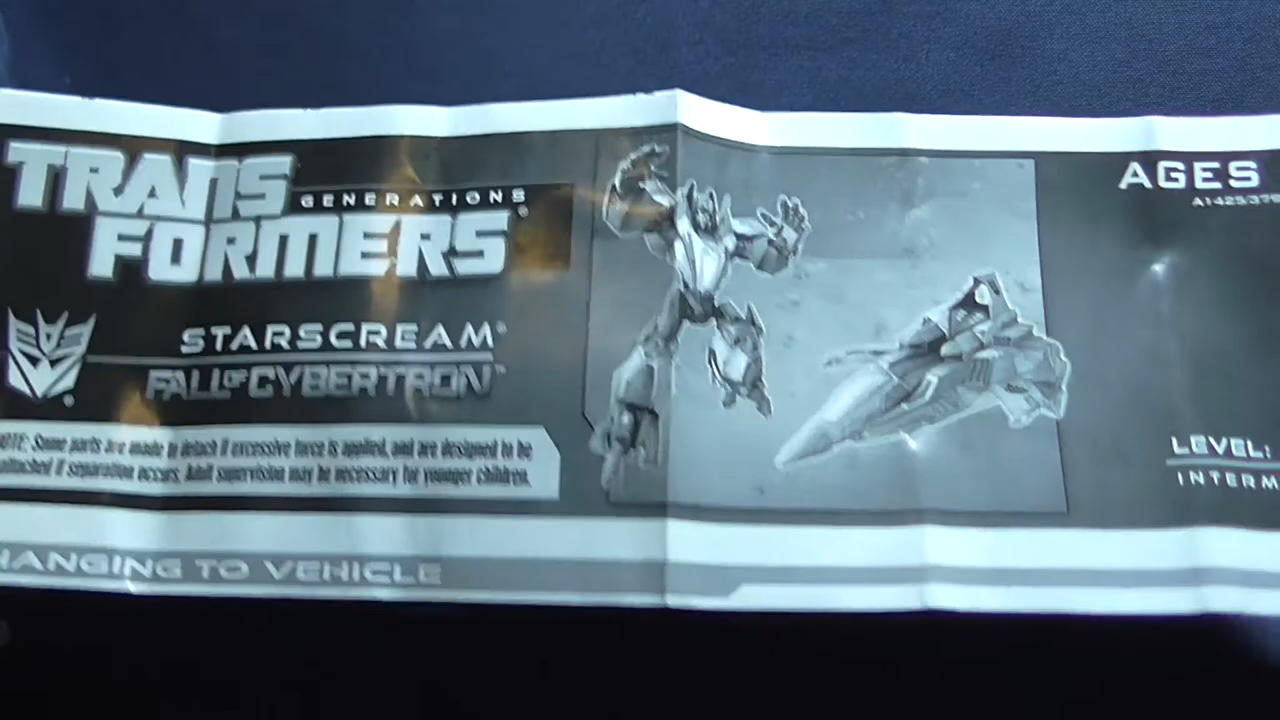 TRANSFORMERS
GENERATIONS
STARSCREAM
FALL OF CYBERTRON
NOTE: Some parts are made to detach if excessive force is applied, and are designed to be
attached if separation occurs. Adult supervision may be necessary for younger children.
HANGING TO VEHICLE
AGES
LEVEL:
INTERM